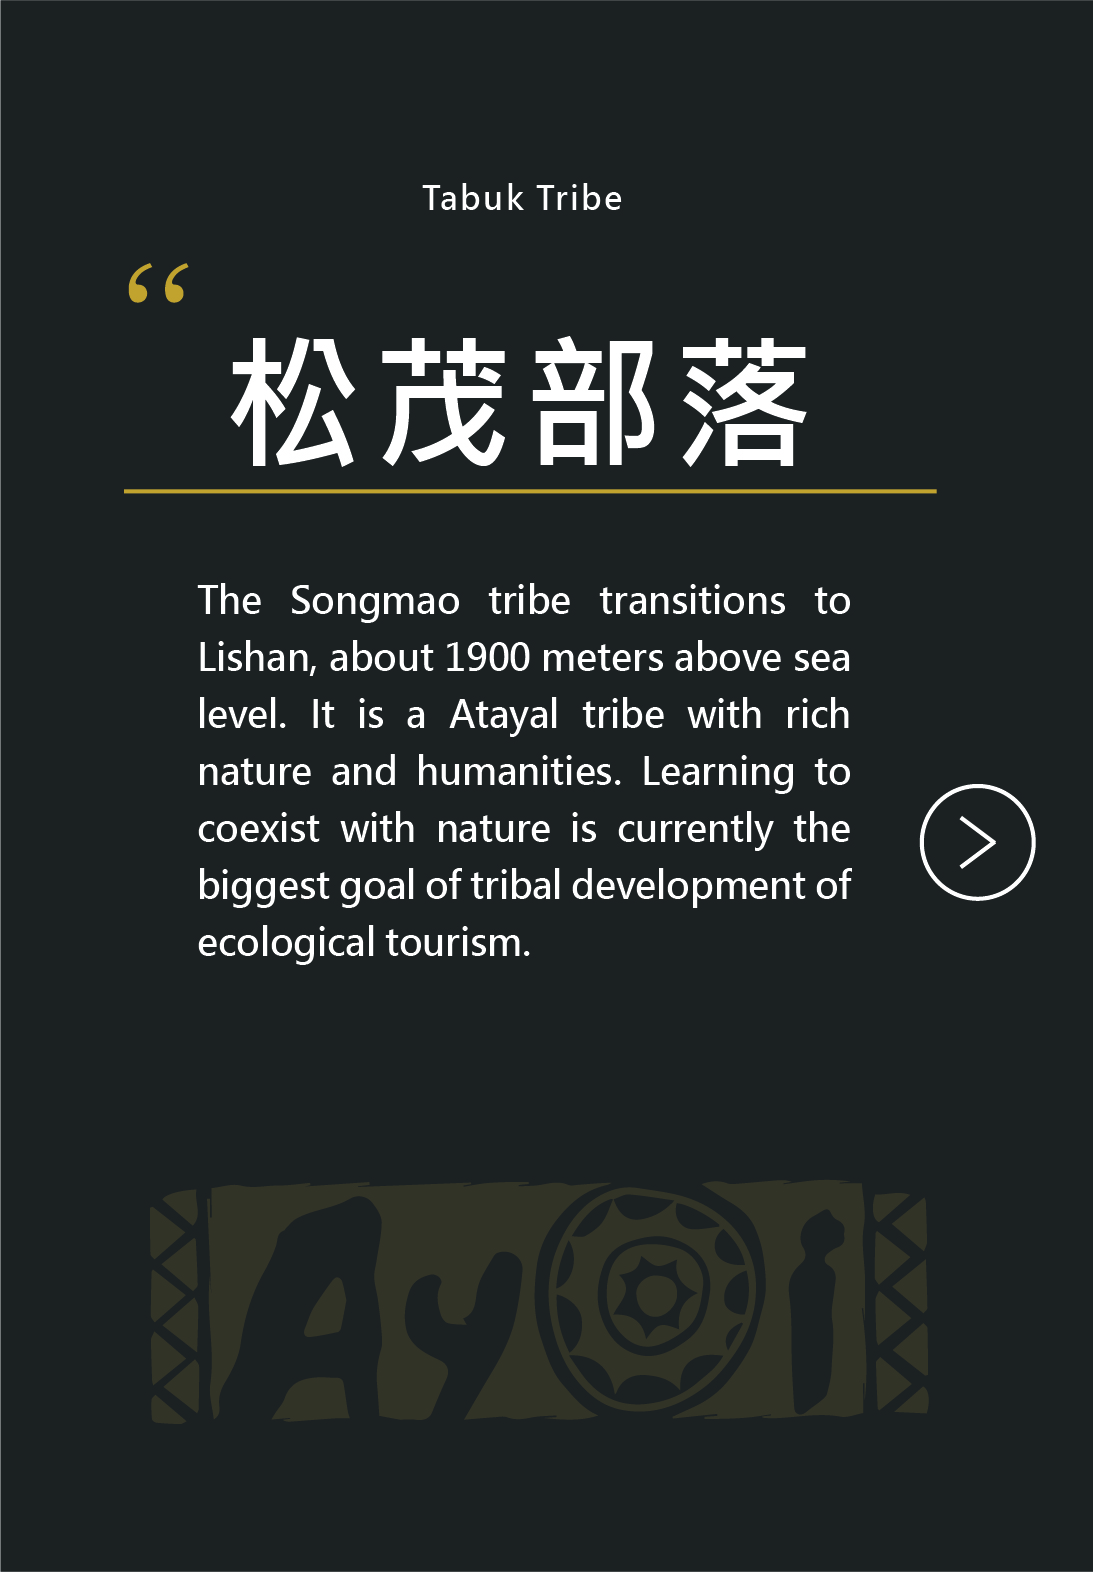 Tabuk Tribe
“
松茂部落
The Songmao tribe transitions to
Lishan, about 1900 meters above sea
level. It is a Atayal tribe with rich
nature and humanities. Learning to
coexist with nature is currently the
biggest goal of tribal development of
ecological tourism.
Ayoi